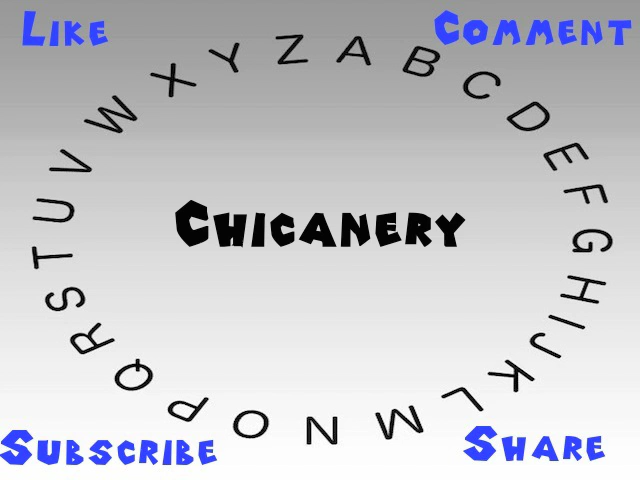 Like
Comment
A B C D E F G H I J K L M N O P Q R S T U V W X Y Z
Chicanery
Subscribe
Share